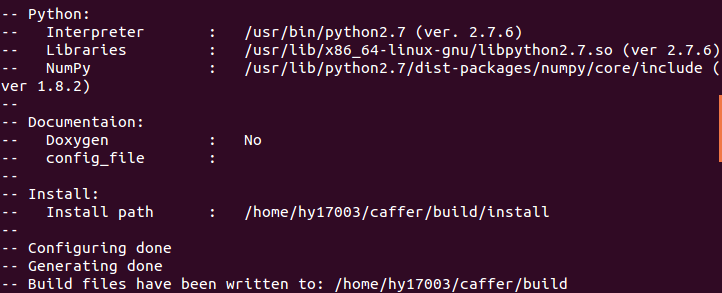 -- Python:
--   Interpreter       :   /usr/bin/python2.7 (ver. 2.7.6)
--   Libraries         :   /usr/lib/x86_64-linux-gnu/libpython2.7.so (ver 2.7.6)
--   NumPy             :   /usr/lib/python2.7/dist-packages/numpy/core/include (
ver 1.8.2)
--
-- Documentaion:
--   Doxygen           :   No
--   config_file       :
--
-- Install:
--   Install path      :   /home/hy17003/caffer/build/install
--
-- Configuring done
-- Generating done
-- Build files have been written to: /home/hy17003/caffer/build